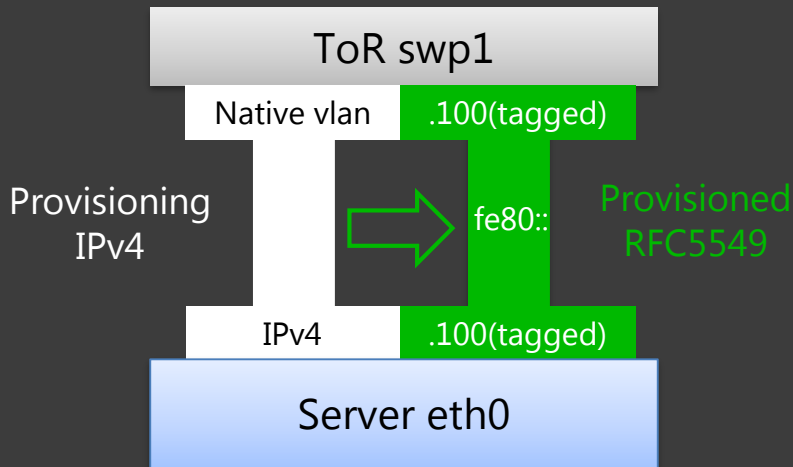 ToR swp1
Native vlan
.100(tagged)
Provisioning
IPv4
fe80::
Provisioned
RFC5549
IPv4
.100(tagged)
Server eth0